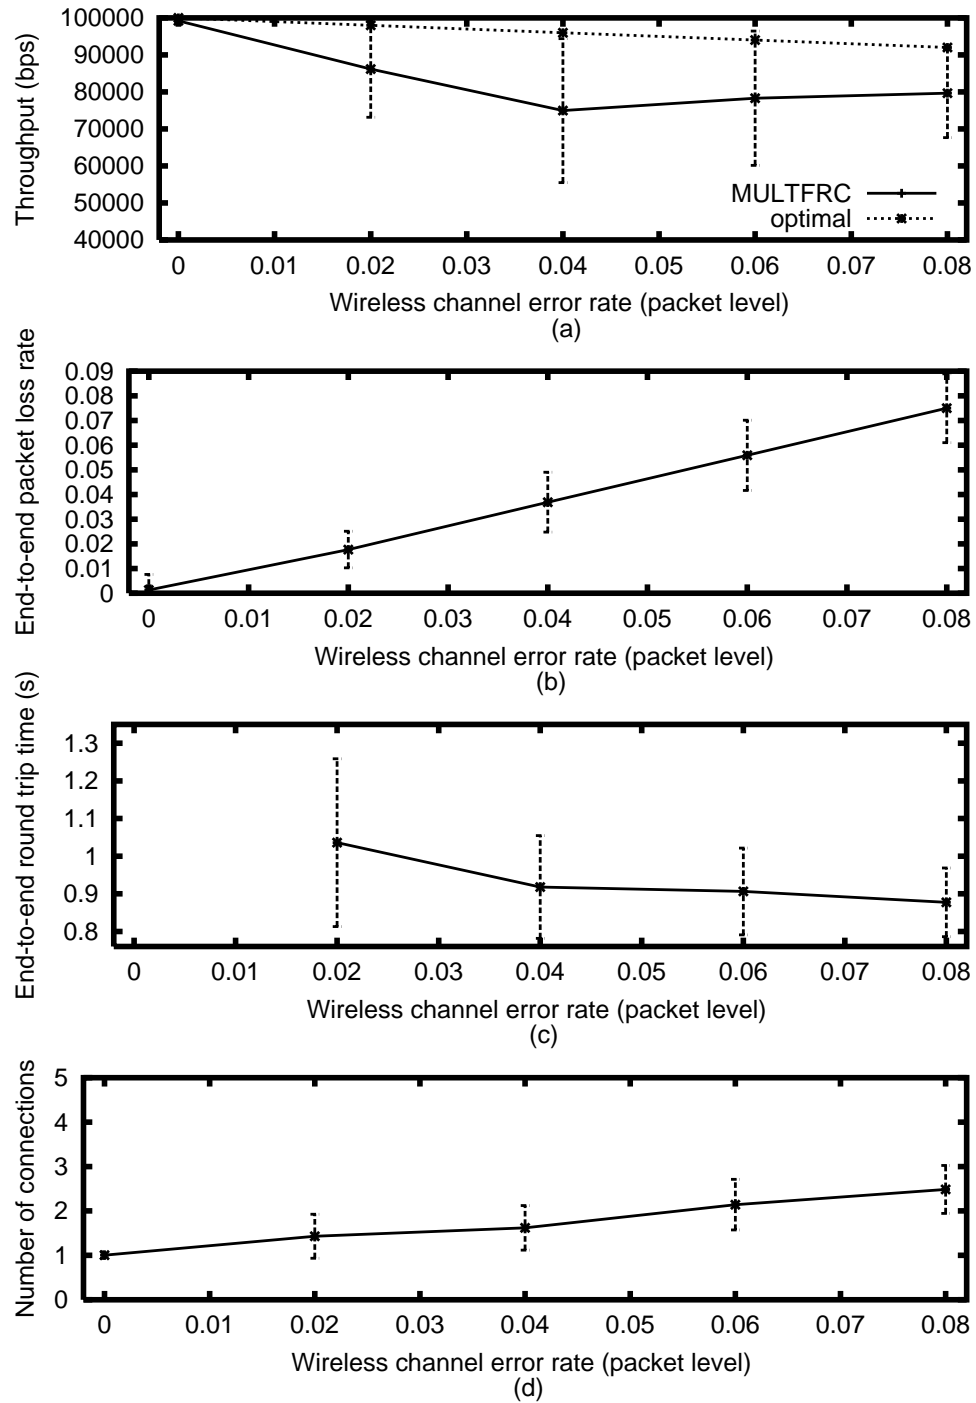 Throughput (bps)
100000
90000
80000
70000
60000
50000
40000
MULTFRC
optimal
0 0.01 0.02 0.03 0.04 0.05 0.06 0.07 0.08
Wireless channel error rate (packet level)
(a)
End-to-end packet loss rate
0.09
0.08
0.07
0.06
0.05
0.04
0.03
0.02
0.01
0
0 0.01 0.02 0.03 0.04 0.05 0.06 0.07 0.08
Wireless channel error rate (packet level)
(b)
End-to-end round trip time (s)
1.3
1.2
1.1
1
0.9
0.8
0 0.01 0.02 0.03 0.04 0.05 0.06 0.07 0.08
Wireless channel error rate (packet level)
(c)
Number of connections
5
4
3
2
1
0
0 0.01 0.02 0.03 0.04 0.05 0.06 0.07 0.08
Wireless channel error rate (packet level)
(d)